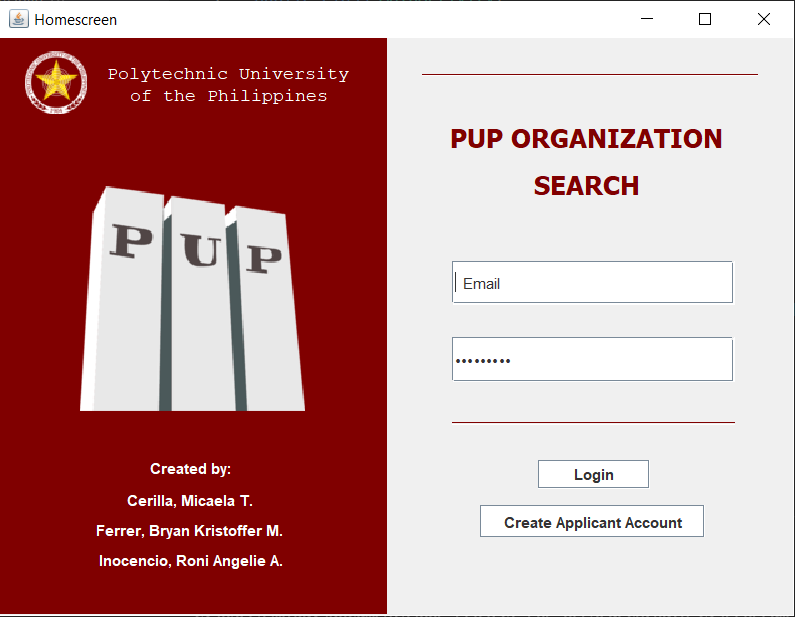 Homescreen
Polytechnic University
of the Philippines
P U P
Created by:
Cerilla, Micaela T.
Ferrer, Bryan Kristoffer M.
Inocencio, Roni Angelie A.
PUP ORGANIZATION
SEARCH
Email
•••••••••
Login
Create Applicant Account